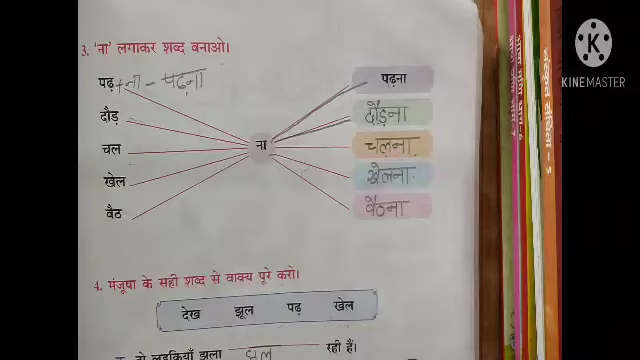 3. 'ना' लगाकर शब्द बनाओ।
पढ़ +ना - पढ़ना
पढ़ना
दौड़
दौड़ना
चल
ना
चलना
खेल
खेलना
बैठ
बैठना
4. मंजूषा के सही शब्द से वाक्य पूरे करो।
देख झूल पढ़ खेल
लड़कियाँ झूला झूल रही हैं।
KINEMASTER